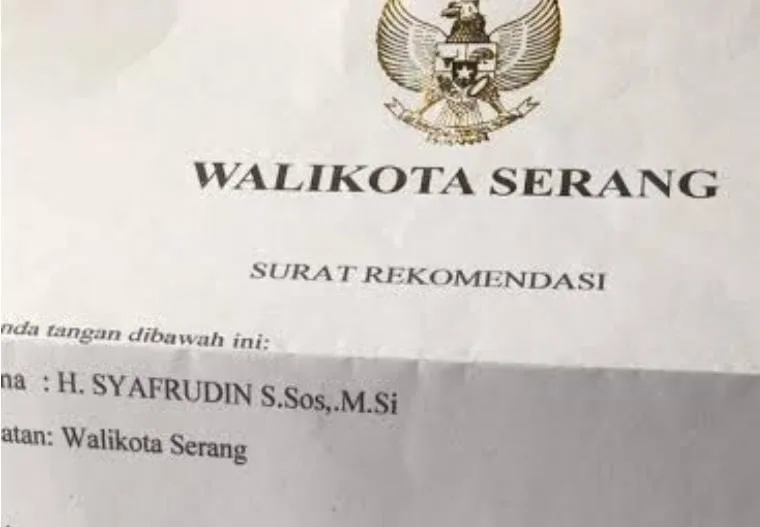 WALIKOTA SERANG
SURAT REKOMENDASI
nda tangan dibawah ini:
na : H. SYAFRUDIN S.Sos,.M.Si
atan: Walikota Serang